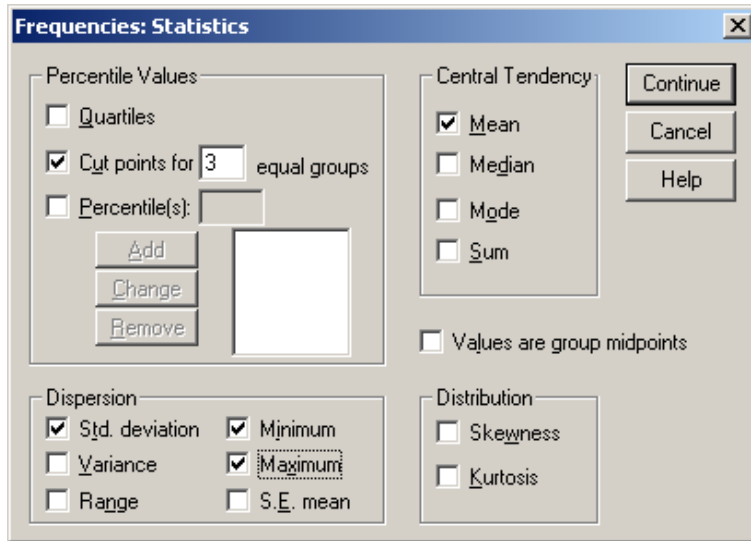 Frequencies: Statistics
Percentile Values
Quartiles
Cut points for 3 equal groups
Percentile(s):
Add
Change
Remove
Central Tendency
Mean
Median
Mode
Sum
Continue
Cancel
Help
Values are group midpoints
Dispersion
Std. deviation Minimum
Variance Maximum
Range S.E. mean
Distribution
Skewness
Kurtosis